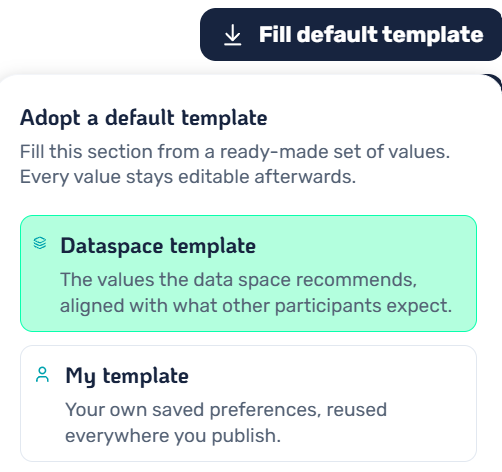 Fill default template
Adopt a default template
Fill this section from a ready-made set of values.
Every value stays editable afterwards.
Dataspace template
The values the data space recommends,
aligned with what other participants expect.
My template
Your own saved preferences, reused
everywhere you publish.